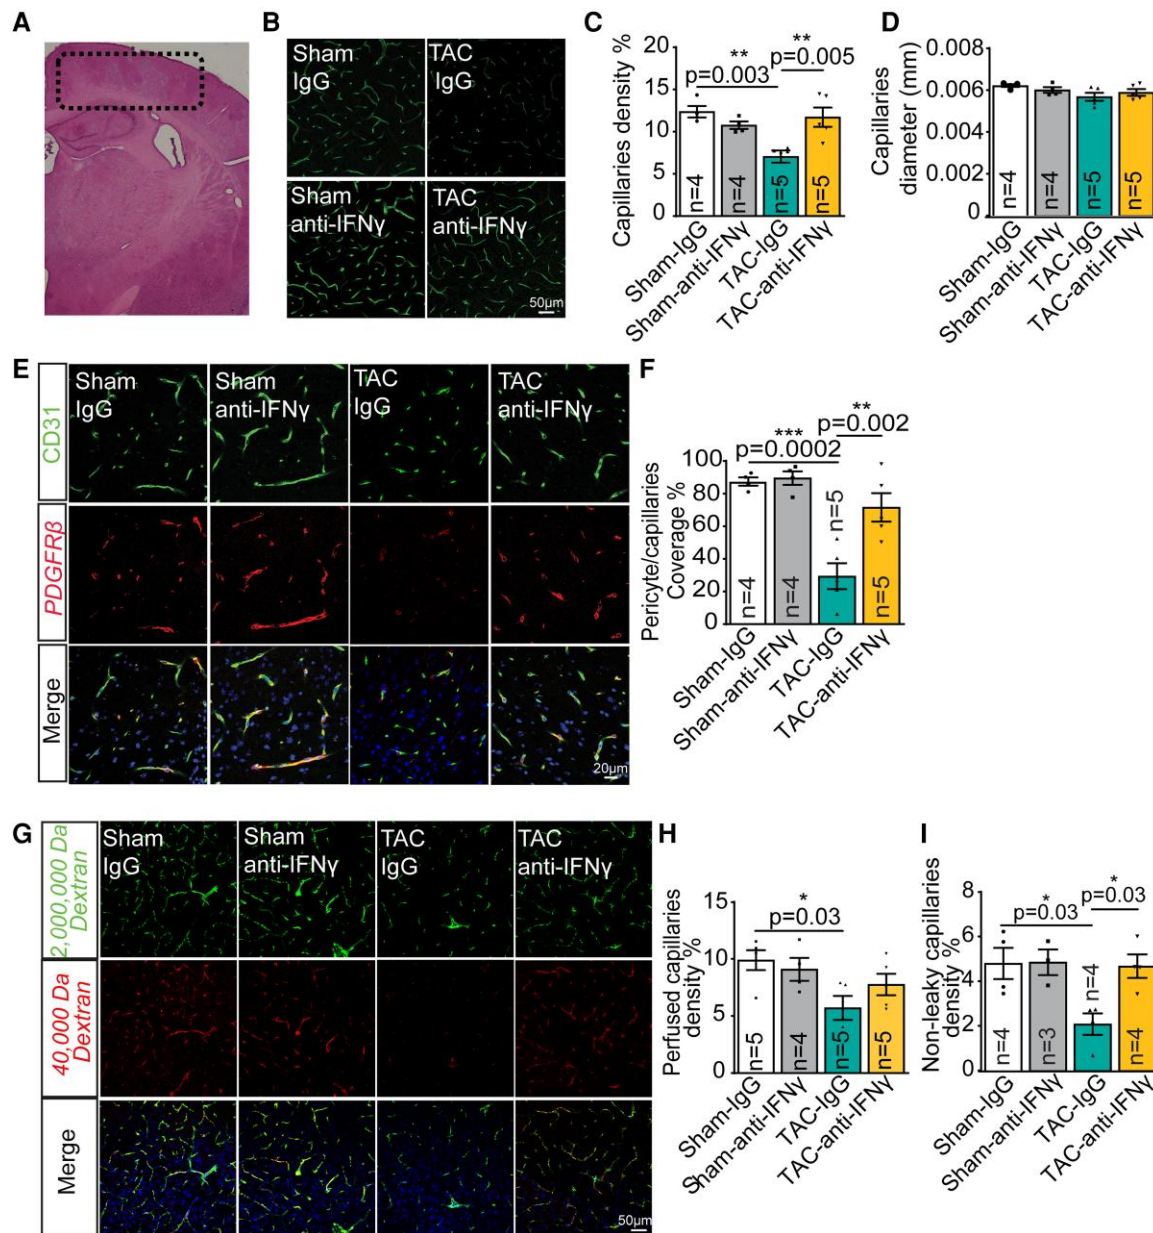 A
B
Sham
IgG
TAC
IgG
Sham
anti-IFNγ
TAC
anti-IFNγ
50μm
C
Capillaries density %
20
15
10
5
0
**
p=0.003
**
p=0.005
n=4
n=4
n=5
n=5
Sham-IgG
Sham-anti-IFNγ
TAC-IgG
TAC-anti-IFNγ
D
Capillaries
diameter (mm)
0.008
0.006
0.004
0.002
0
n=4
n=4
n=5
n=5
Sham-IgG
Sham-anti-IFNγ
TAC-IgG
TAC-anti-IFNγ
E
CD31
PDGFRβ
Merge
Sham
IgG
Sham
anti-IFNγ
TAC
IgG
TAC
anti-IFNγ
20μm
F
Pericyte/capillaries
Coverage %
100
80
60
40
20
0
***
p=0.0002
**
p=0.002
n=4
n=4
n=5
n=5
Sham-IgG
Sham-anti-IFNγ
TAC-IgG
TAC-anti-IFNγ
G
2,000,000 Da
Dextran
40,000 Da
Dextran
Merge
Sham
IgG
Sham
anti-IFNγ
TAC
IgG
TAC
anti-IFNγ
50μm
H
Perfused capillaries
density %
15
10
5
0
*
p=0.03
n=5
n=4
n=5
n=5
Sham-IgG
Sham-anti-IFNγ
TAC-IgG
TAC-anti-IFNγ
I
Non-leaky capillaries
density %
8
6
4
2
0
*
p=0.03
*
p=0.03
n=4
n=3
n=4
n=4
Sham-IgG
Sham-anti-IFNγ
TAC-IgG
TAC-anti-IFNγ